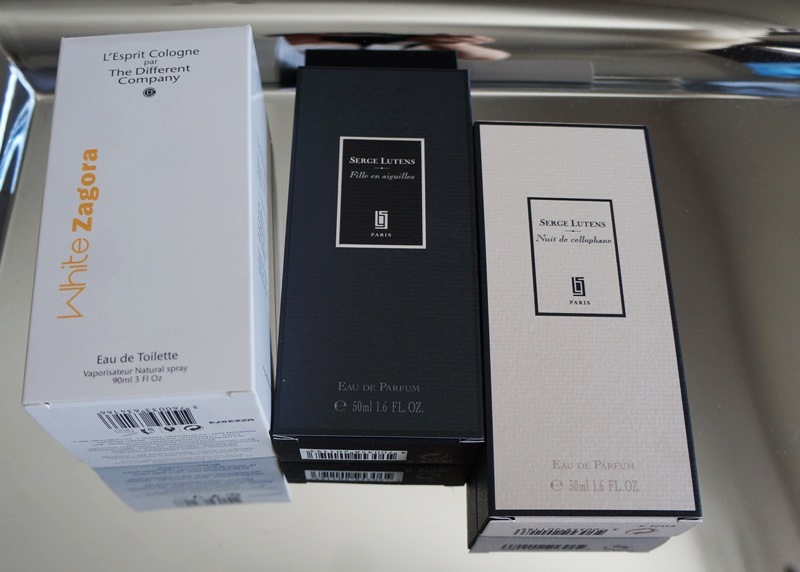 L'Esprit Cologne
par
The Different
Company
White Zagora
Eau de Toilette
Vaporisateur Natural spray
90ml 3 Fl Oz
SERGE LUTENS
Fille en aiguilles
PARIS
EAU DE PARFUM
℮ 50ml 1.6 FL.OZ.
SERGE LUTENS
Nuit de cellophane
PARIS
EAU DE PARFUM
℮ 50ml 1.6 FL.OZ.